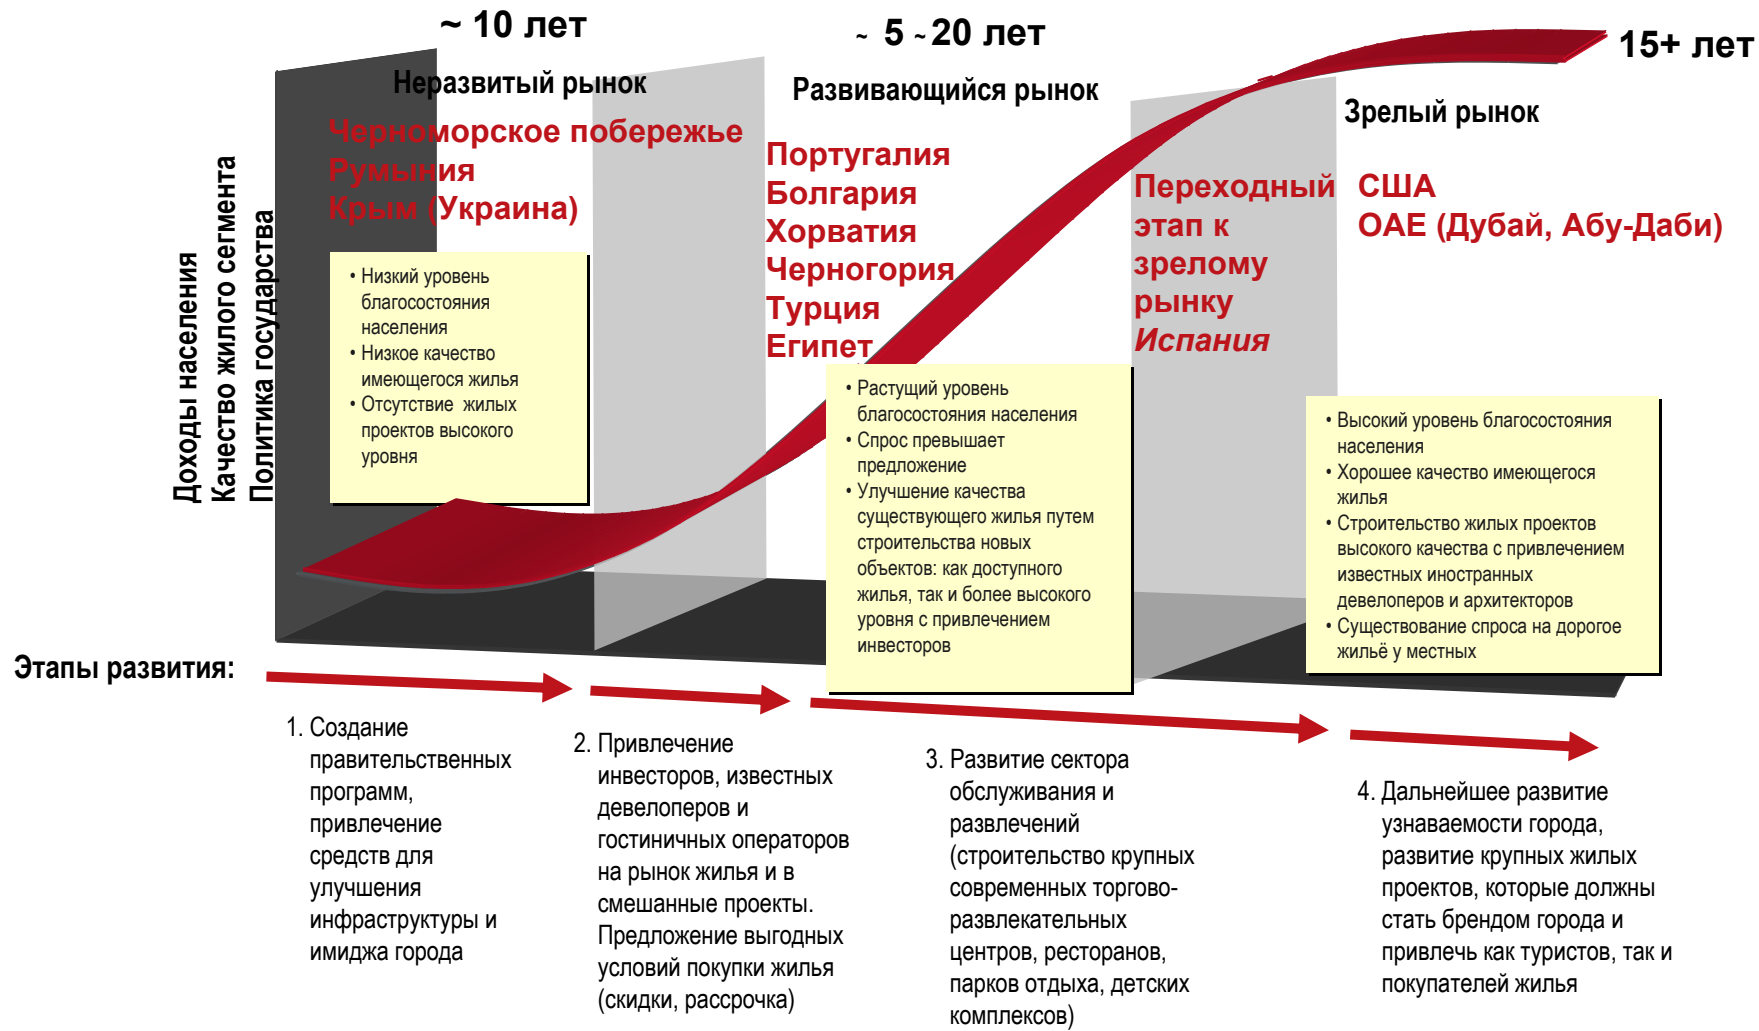 ~ 10 лет
~ 5 ~ 20 лет
15+ лет
Неразвитый рынок
Развивающийся рынок
Зрелый рынок
Доходы населения
Качество жилого сегмента
Политика государства
Черноморское побережье
Румыния
Крым (Украина)
Португалия
Болгария
Хорватия
Черногория
Турция
Египет
Переходный
этап к
зрелому
рынку
Испания
США
ОАЕ (Дубай, Абу-Даби)
• Низкий уровень
благосостояния
населения
• Низкое качество
имеющегося жилья
• Отсутствие жилых
проектов высокого
уровня
• Растущий уровень
благосостояния населения
• Спрос превышает
предложение
• Улучшение качества
существующего жилья путем
строительства новых
объектов: как доступного
жилья, так и более высокого
уровня с привлечением
инвесторов
• Высокий уровень благосостояния
населения
• Хорошее качество имеющегося
жилья
• Строительство жилых проектов
высокого качества с привлечением
известных иностранных
девелоперов и архитекторов
• Существование спроса на дорогое
жильё у местных
Этапы развития:
1. Создание
правительственных
программ,
привлечение
средств для
улучшения
инфраструктуры и
имиджа города
2. Привлечение
инвесторов, известных
девелоперов и
гостиничных операторов
на рынок жилья и в
смешанные проекты.
Предложение выгодных
условий покупки жилья
(скидки, рассрочка)
3. Развитие сектора
обслуживания и
развлечений
(строительство крупных
современных торгово-
развлекательных
центров, ресторанов,
парков отдыха, детских
комплексов)
4. Дальнейшее развитие
узнаваемости города,
развитие крупных жилых
проектов, которые должны
стать брендом города и
привлечь как туристов, так и
покупателей жилья